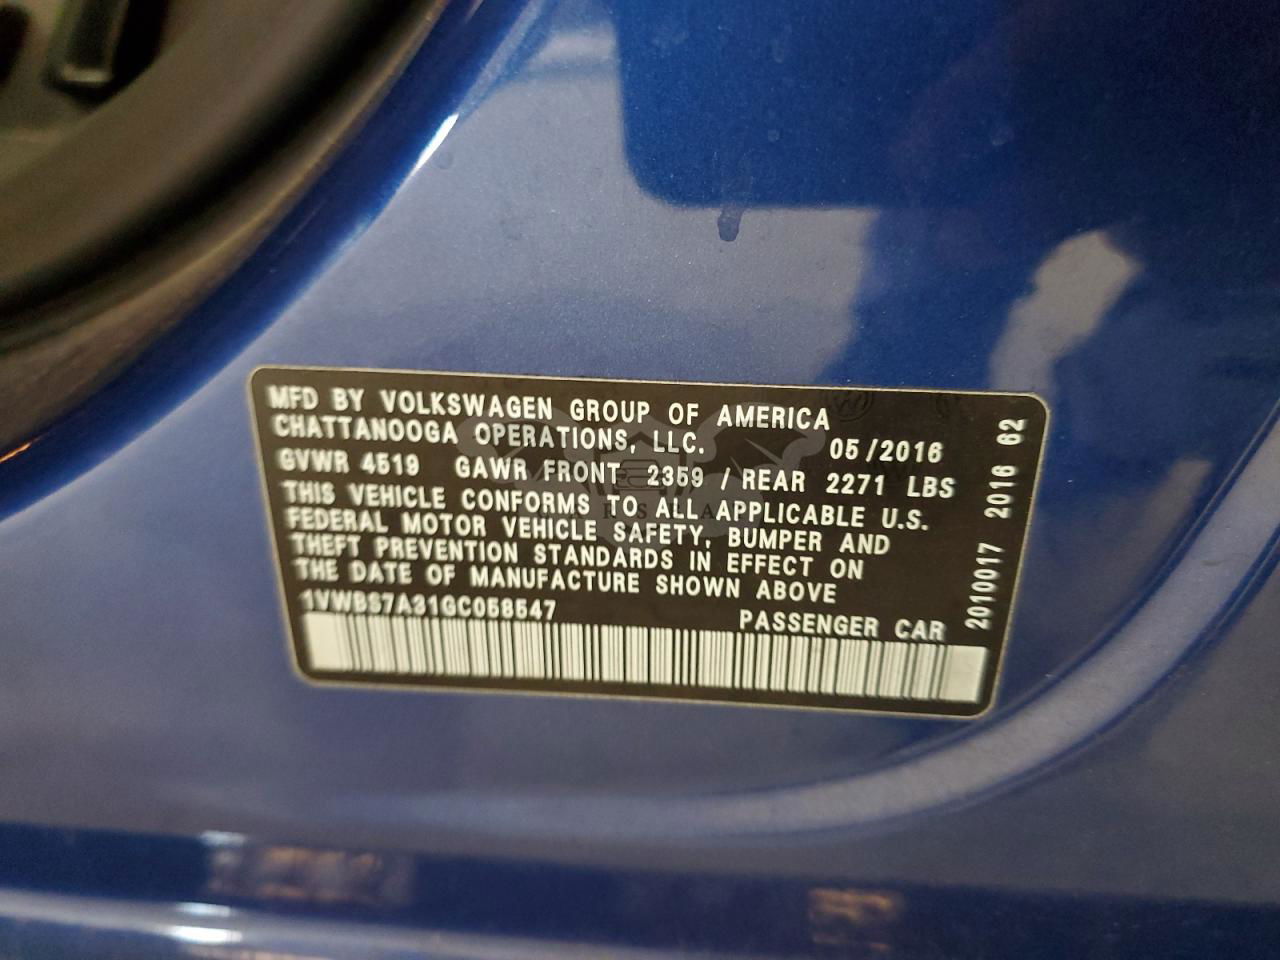 MFD BY VOLKSWAGEN GROUP OF AMERICA
CHATTANOOGA OPERATIONS, LLC. 05/2016
GVWR 4519 GAWR FRONT 2359 / REAR 2271 LBS
THIS VEHICLE CONFORMS TO ALL APPLICABLE U.S.
FEDERAL MOTOR VEHICLE SAFETY, BUMPER AND
THEFT PREVENTION STANDARDS IN EFFECT ON
THE DATE OF MANUFACTURE SHOWN ABOVE
1VWBS7A31GC058547 PASSENGER CAR
2010017 2016 62